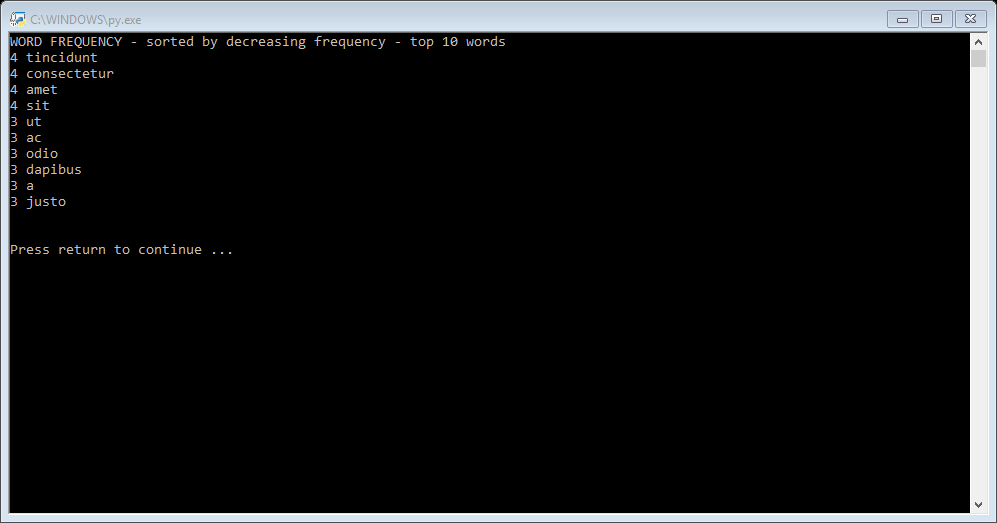 C:\WINDOWS\py.exe
WORD FREQUENCY - sorted by decreasing frequency - top 10 words
4 tincidunt
4 consectetur
4 amet
4 sit
3 ut
3 ac
3 odio
3 dapibus
3 a
3 justo
Press return to continue ...